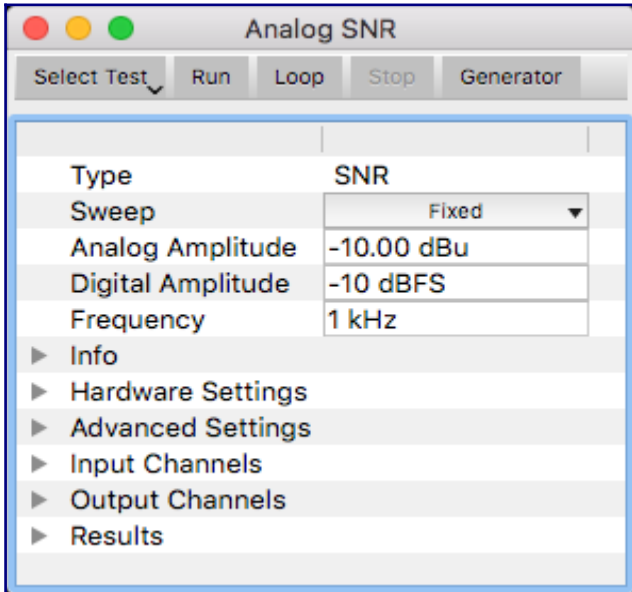 Analog SNR
Select Test Run Loop Stop Generator
Type SNR
Sweep Fixed
Analog Amplitude -10.00 dBu
Digital Amplitude -10 dBFS
Frequency 1 kHz
Info
Hardware Settings
Advanced Settings
Input Channels
Output Channels
Results